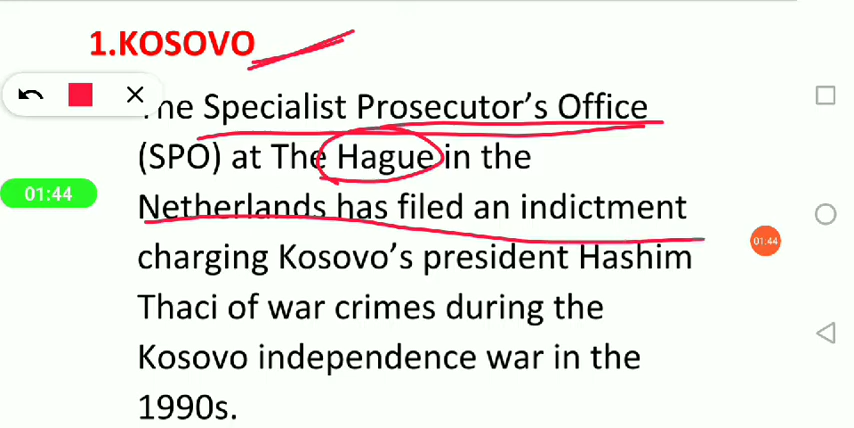 1.KOSOVO
The Specialist Prosecutor's Office
(SPO) at The Hague in the
01:44
Netherlands has filed an indictment
01:44
charging Kosovo's president Hashim
Thaci of war crimes during the
Kosovo independence war in the
1990s.